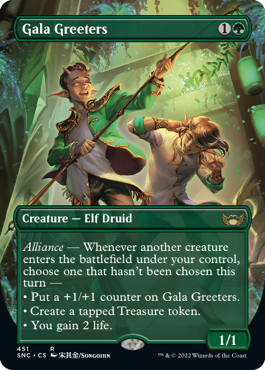 Gala Greeters 1
Creature — Elf Druid
Alliance — Whenever another creature
enters the battlefield under your control,
choose one that hasn't been chosen this
turn —
• Put a +1/+1 counter on Gala Greeters.
• Create a tapped Treasure token.
• You gain 2 life.
1/1
451 R
SNC • CS 宋其金/Songqijin
™ & © 2022 Wizards of the Coast